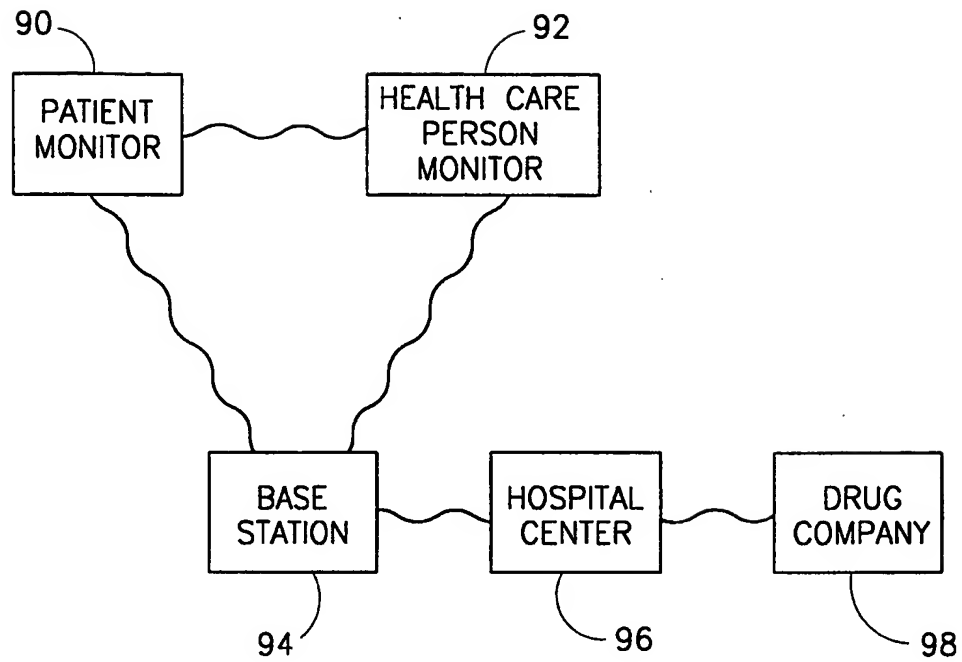 90
92
PATIENT
MONITOR
HEALTH CARE
PERSON
MONITOR
BASE
STATION
HOSPITAL
CENTER
DRUG
COMPANY
94
96
98